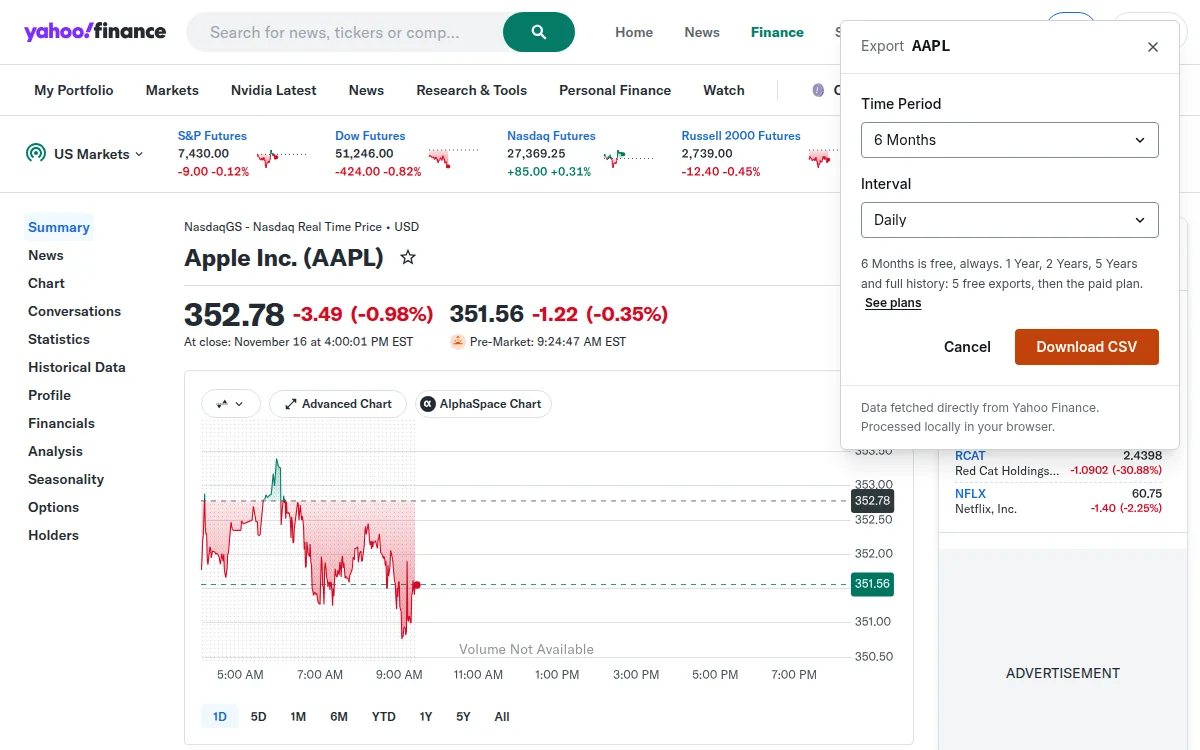 yahoo!finance
Search for news, tickers or comp...
Home
News
Finance
Export AAPL
Time Period
6 Months
Interval
Daily
6 Months is free, always. 1 Year, 2 Years, 5 Years
and full history: 5 free exports, then the paid plan.
See plans
Cancel
Download CSV
Data fetched directly from Yahoo Finance.
Processed locally in your browser.
My Portfolio
Markets
Nvidia Latest
News
Research & Tools
Personal Finance
Watch
US Markets
S&P Futures
7,430.00
-9.00 -0.12%
Dow Futures
51,246.00
-424.00 -0.82%
Nasdaq Futures
27,369.25
+85.00 +0.31%
Russell 2000 Futures
2,739.00
-12.40 -0.45%
Summary
News
Chart
Conversations
Statistics
Historical Data
Profile
Financials
Analysis
Seasonality
Options
Holders
NasdaqGS - Nasdaq Real Time Price • USD
Apple Inc. (AAPL)
352.78 -3.49 (-0.98%)
At close: November 16 at 4:00:01 PM EST
351.56 -1.22 (-0.35%)
Pre-Market: 9:24:47 AM EST
Advanced Chart
AlphaSpace Chart
353.50
353.00
352.78
352.50
352.00
351.56
351.00
350.50
Volume Not Available
5:00 AM
7:00 AM
9:00 AM
11:00 AM
1:00 PM
3:00 PM
5:00 PM
7:00 PM
1D
5D
1M
6M
YTD
1Y
5Y
All
RCAT
2.4398
Red Cat Holdings...
-1.0902 (-30.88%)
NFLX
60.75
Netflix, Inc.
-1.40 (-2.25%)
ADVERTISEMENT